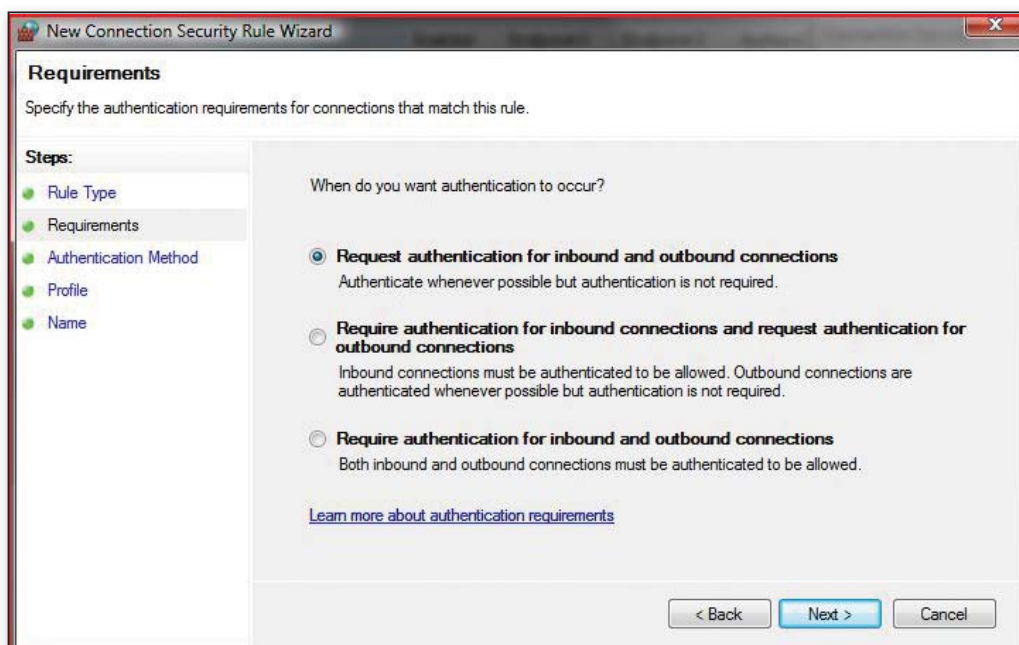 New Connection Security Rule Wizard
Requirements
Specify the authentication requirements for connections that match this rule.
Steps:
Rule Type
Requirements
Authentication Method
Profile
Name
When do you want authentication to occur?
Request authentication for inbound and outbound connections
Authenticate whenever possible but authentication is not required.
Require authentication for inbound connections and request authentication for
outbound connections
Inbound connections must be authenticated to be allowed. Outbound connections are
authenticated whenever possible but authentication is not required.
Require authentication for inbound and outbound connections
Both inbound and outbound connections must be authenticated to be allowed.
Learn more about authentication requirements
< Back
Next >
Cancel